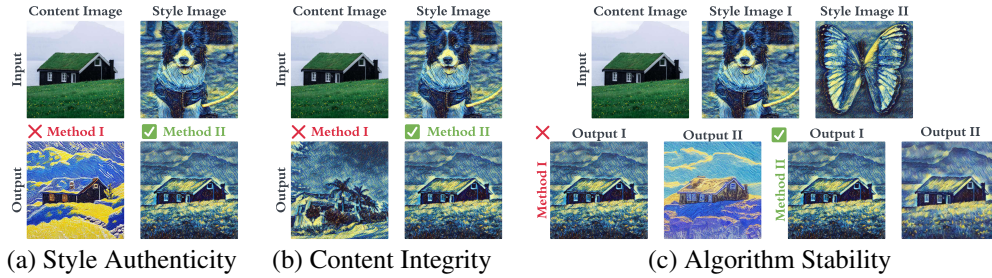 Content Image Style Image
Input
❌ Method I ✅ Method II
Output
(a) Style Authenticity
Content Image Style Image
Input
❌ Method I ✅ Method II
Output
(b) Content Integrity
Content Image Style Image I Style Image II
Input
❌ Output I Output II
Method I
✅ Output I Output II
Method II
(c) Algorithm Stability